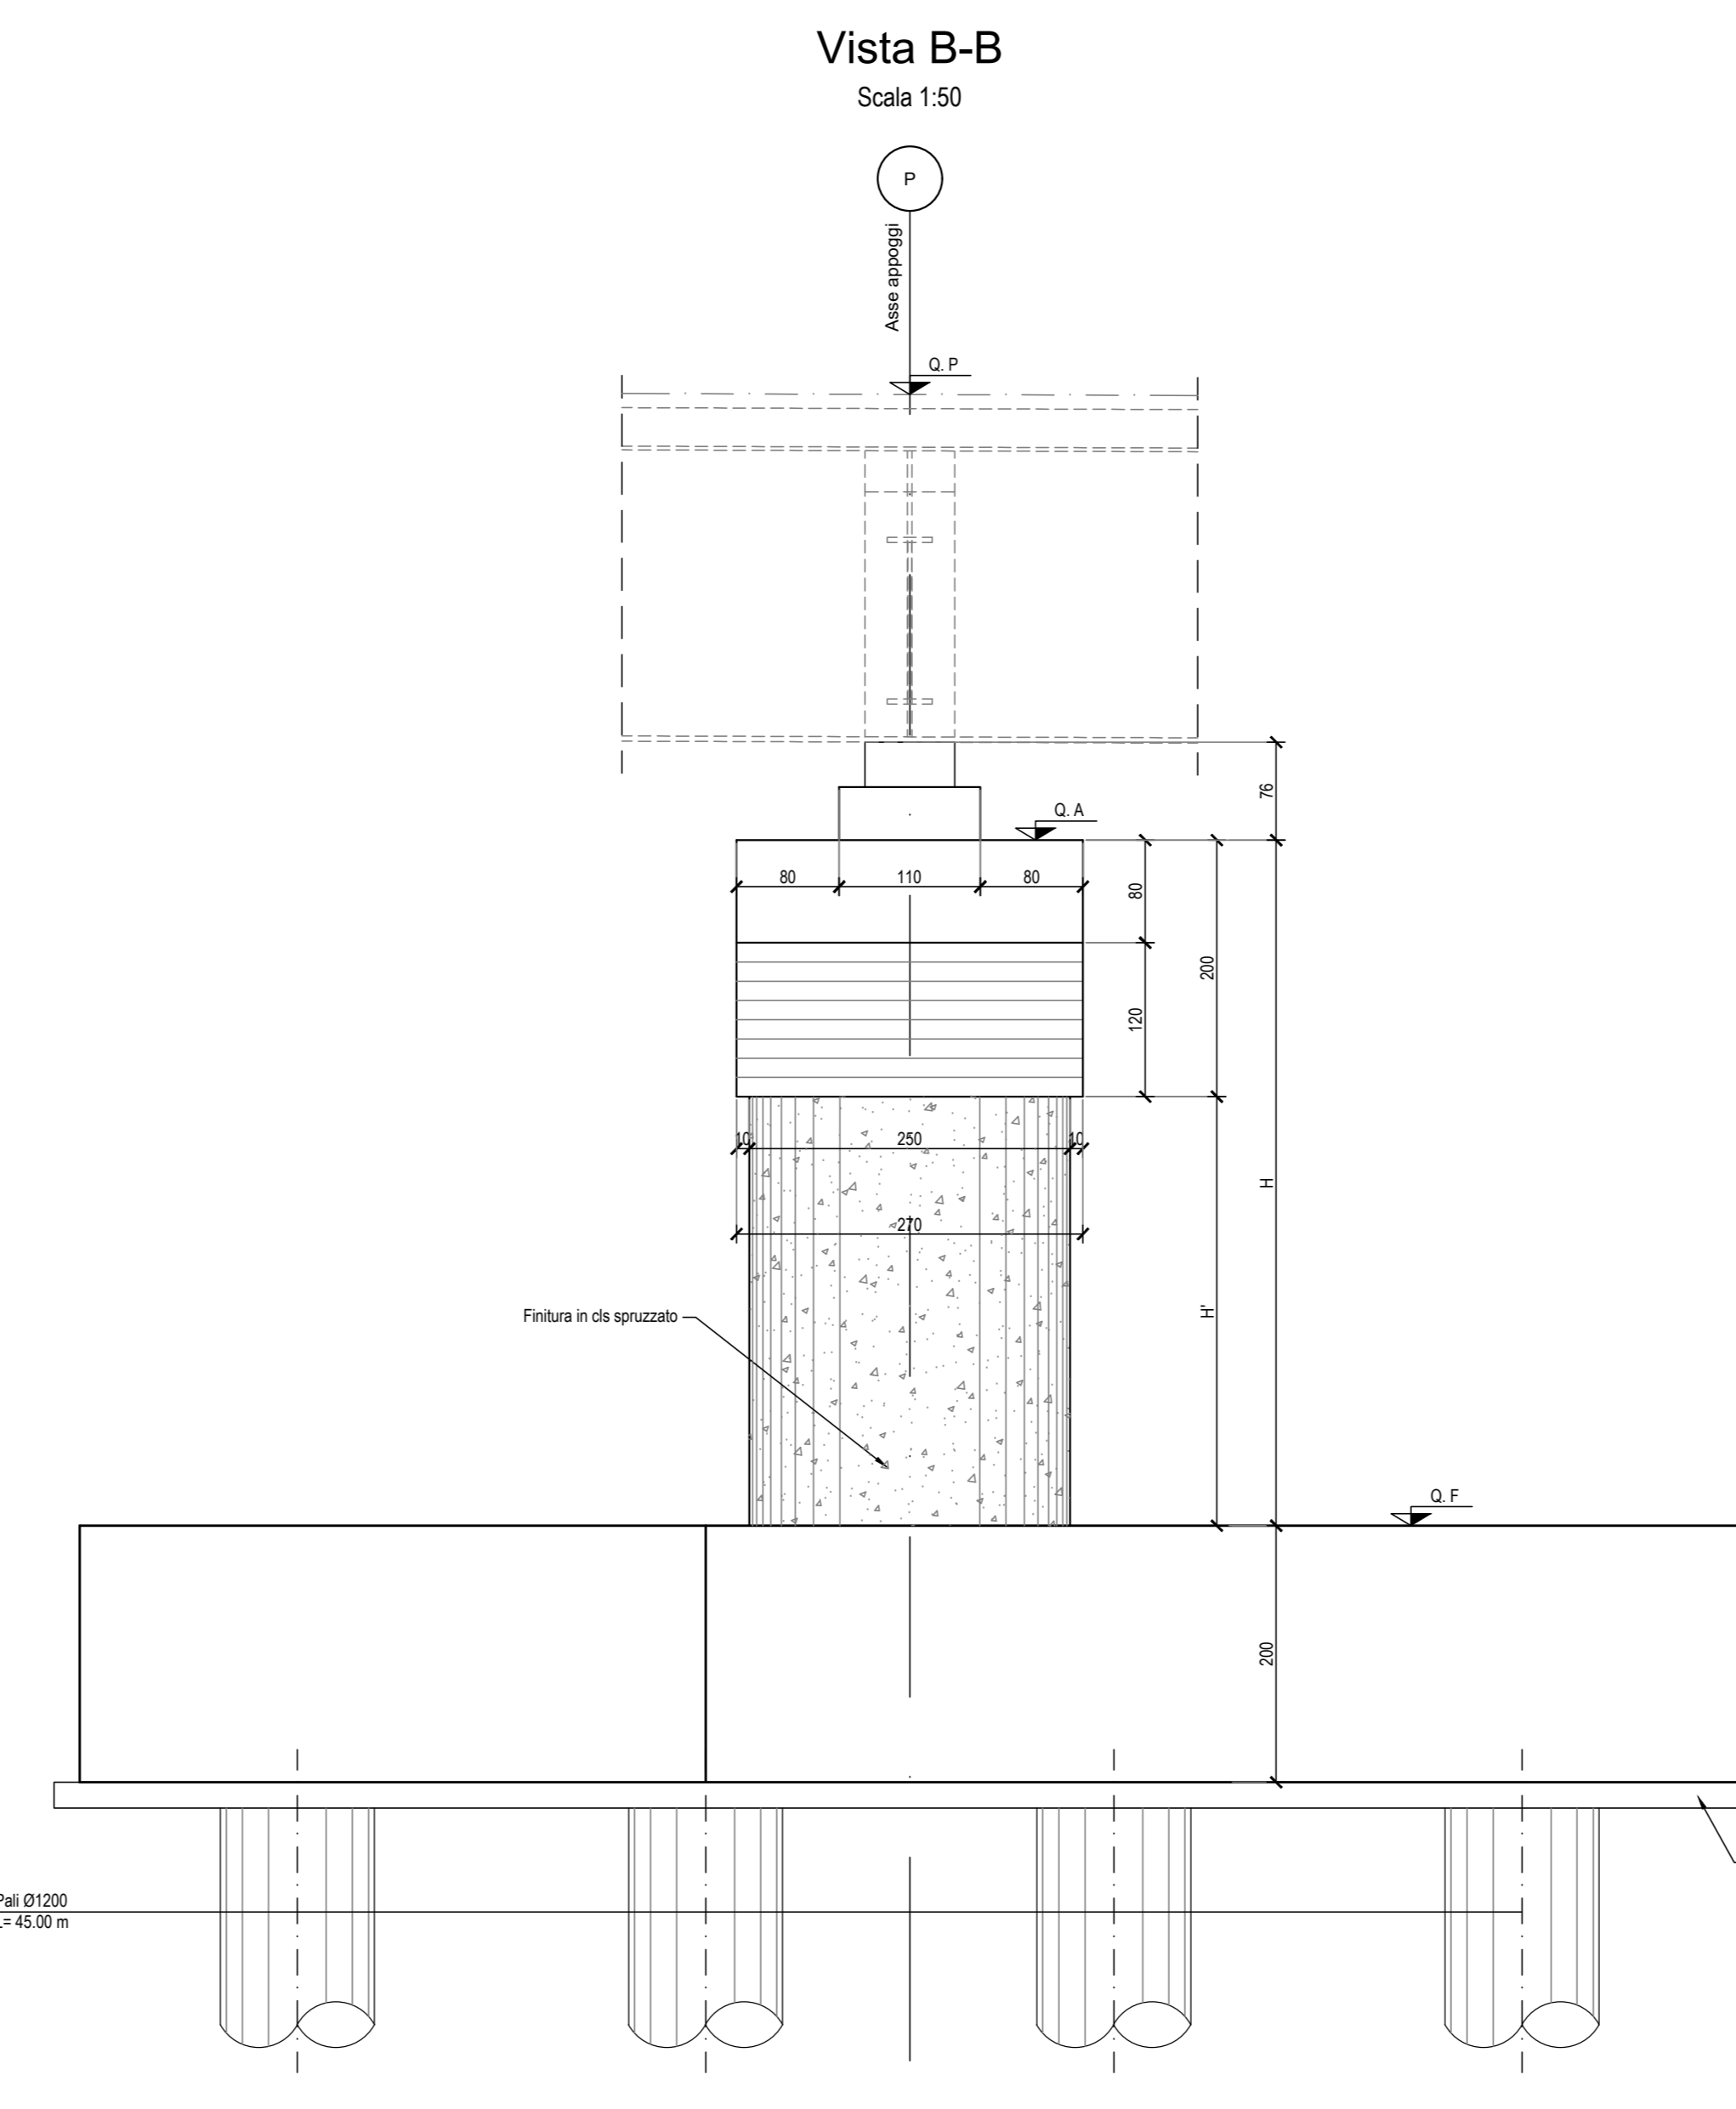 Vista B-B
Scala 1:50
P
Asse appoggi
Q. P
76
Q. A
80 110 80
80
200
120
10 250 10
H
270
H'
Finitura in cls spruzzato
Q. F
200
Pali Ø1200
L= 45.00 m